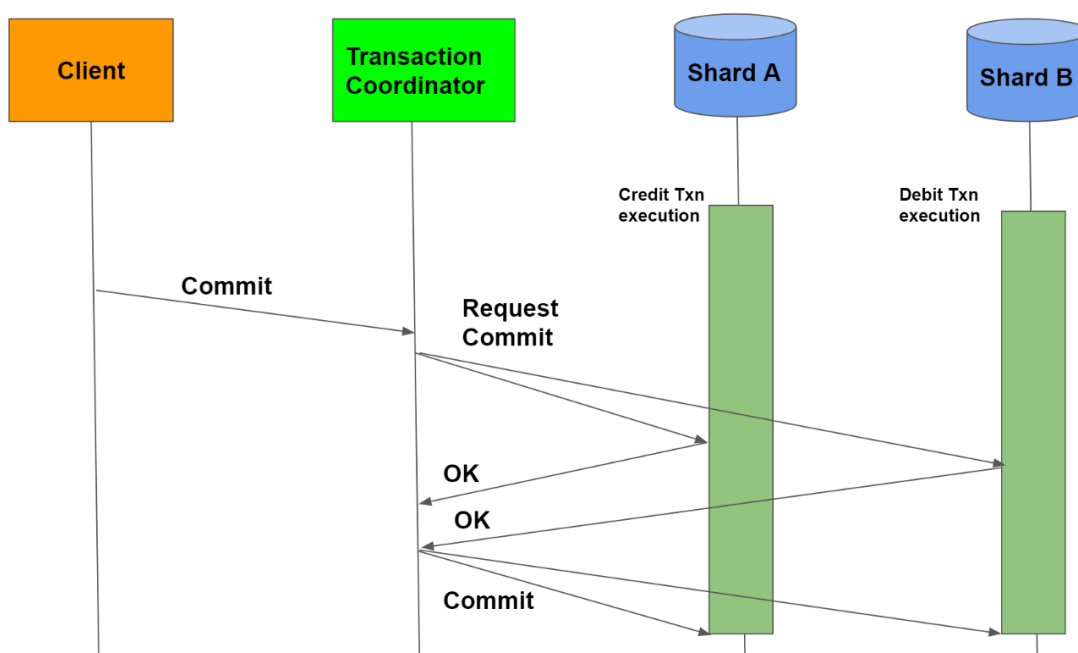 Client
Transaction
Coordinator
Shard A
Shard B
Credit Txn
execution
Debit Txn
execution
Commit
Request
Commit
OK
OK
Commit